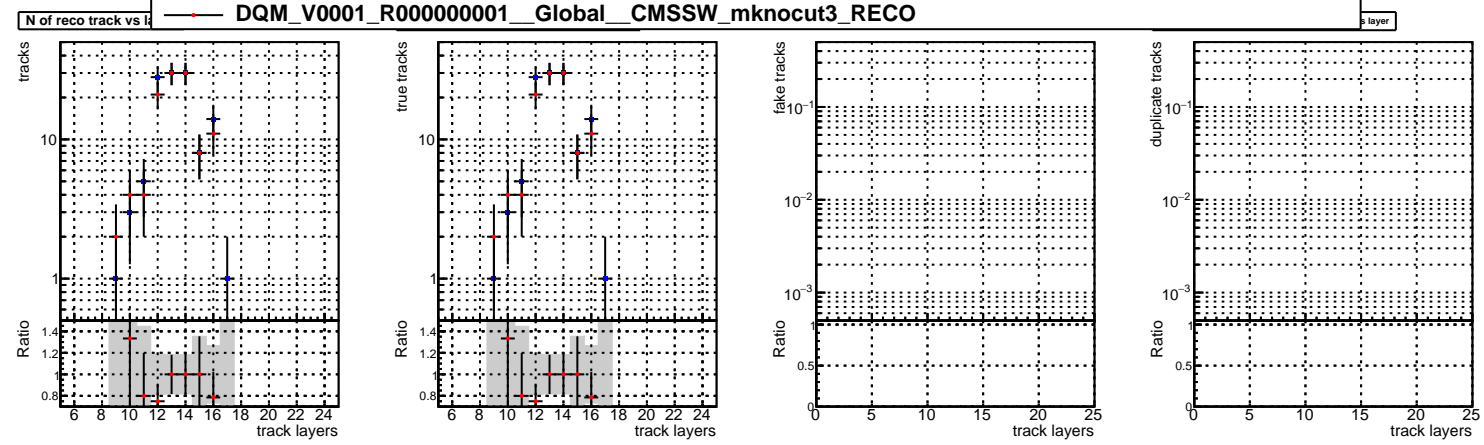 DQM_V0001_R000000001__Global__CMSSW_mknocut3_RECO
N of reco track vs la
s layer
tracks
10
1
Ratio
1.4
1.2
1
0.8
6 8 10 12 14 16 18 20 22 24
track layers
true tracks
10
1
Ratio
1.4
1.2
1
0.8
6 8 10 12 14 16 18 20 22 24
track layers
fake tracks
10−1
10−2
10−3
Ratio
1
0.5
0
0 5 10 15 20 25
track layers
duplicate tracks
10−1
10−2
10−3
Ratio
1
0.5
0
0 5 10 15 20 25
track layers